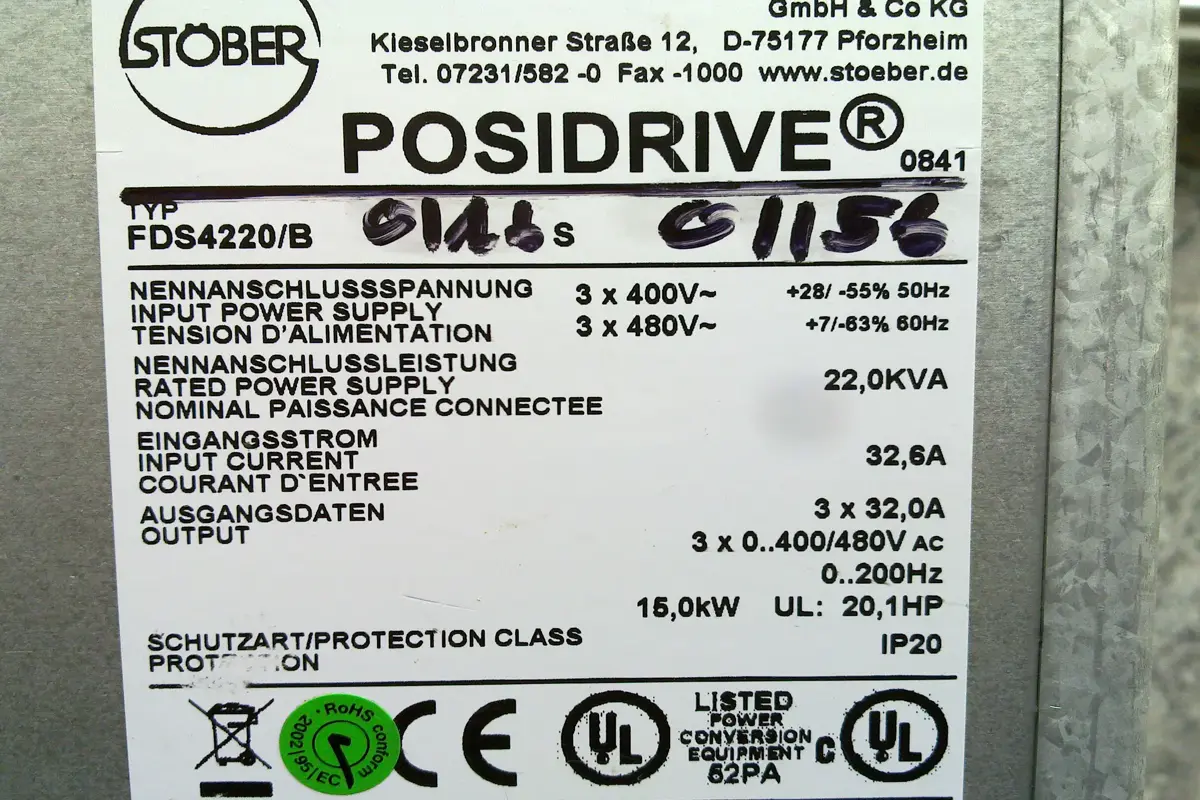 STÖBER
GmbH & Co KG
Kieselbronner Straße 12, D-75177 Pforzheim
Tel. 07231/582 -0 Fax -1000 www.stoeber.de
POSIDRIVE®
0841
TYP
FDS4220/B S 01156
NENNANSCHLUSSSPANNUNG 3 x 400V~ +28/ -55% 50Hz
INPUT POWER SUPPLY
TENSION D'ALIMENTATION 3 x 480V~ +7/-63% 60Hz
NENNANSCHLUSSLEISTUNG
RATED POWER SUPPLY 22,0KVA
NOMINAL PAISSANCE CONNECTEE
EINGANGSSTROM
INPUT CURRENT 32,6A
COURANT D`ENTREE
AUSGANGSDATEN 3 x 32,0A
OUTPUT
3 x 0..400/480V AC
0..200Hz
15,0kW UL: 20,1HP
SCHUTZART/PROTECTION CLASS IP20
RoHS conform
2002/95/EC
CE
UL
LISTED
POWER
CONVERSION
EQUIPMENT
52PA
C UL